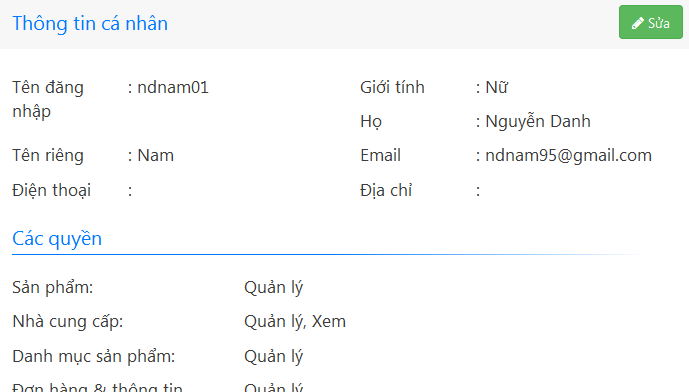 Thông tin cá nhân
Sửa
Tên đăng nhập : ndnam01 Giới tính : Nữ
Họ : Nguyễn Danh
Tên riêng : Nam Email : ndnam95@gmail.com
Điện thoại : Địa chỉ :
Các quyền
Sản phẩm: Quản lý
Nhà cung cấp: Quản lý, Xem
Danh mục sản phẩm: Quản lý
Đơn hàng & thông tin Quản lý